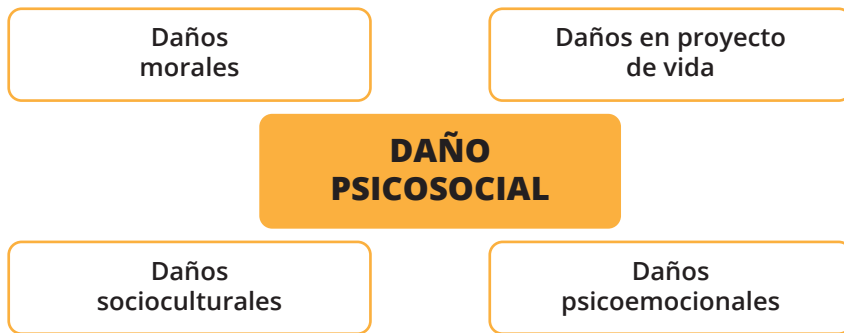 Daños
morales
Daños en proyecto
de vida
DAÑO
PSICOSOCIAL
Daños
socioculturales
Daños
psicoemocionales